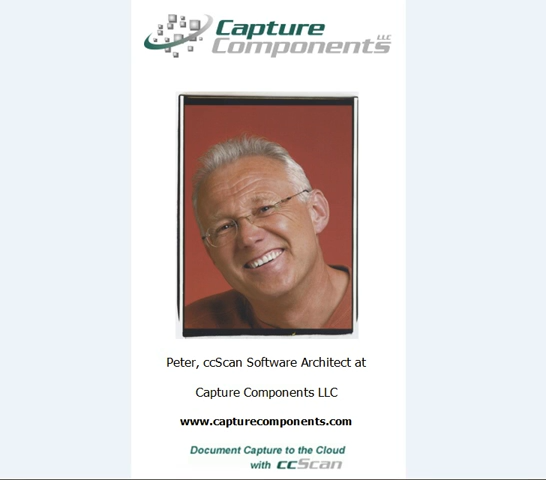 Capture
Components LLC
Peter, ccScan Software Architect at
Capture Components LLC
www.capturecomponents.com
Document Capture to the Cloud
with ccScan